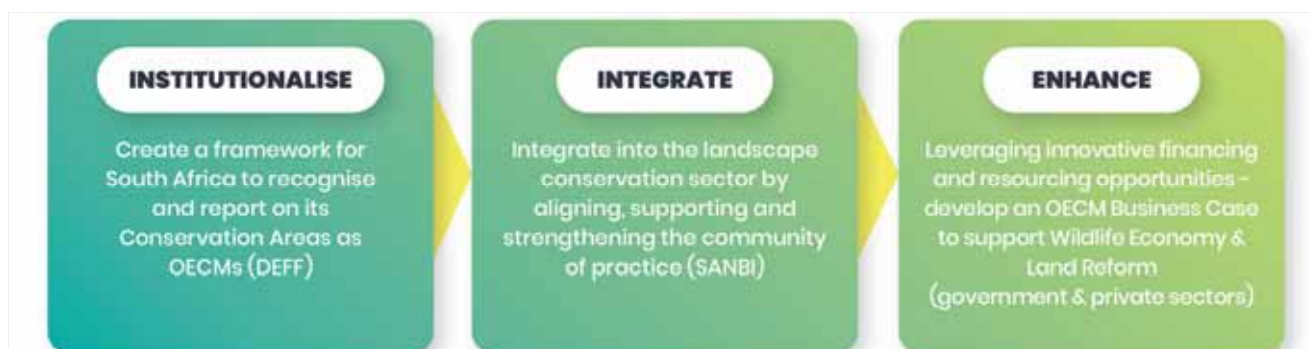 INSTITUTIONALISE
Create a framework for
South Africa to recognise
and report on its
Conservation Areas as
OECMs (DEFF)
INTEGRATE
Integrate into the landscape
conservation sector by
aligning, supporting and
strengthening the community
of practice (SANBI)
ENHANCE
Leveraging innovative financing
and resourcing opportunities -
develop an OECM Business Case
to support Wildlife Economy &
Land Reform
(government & private sectors)